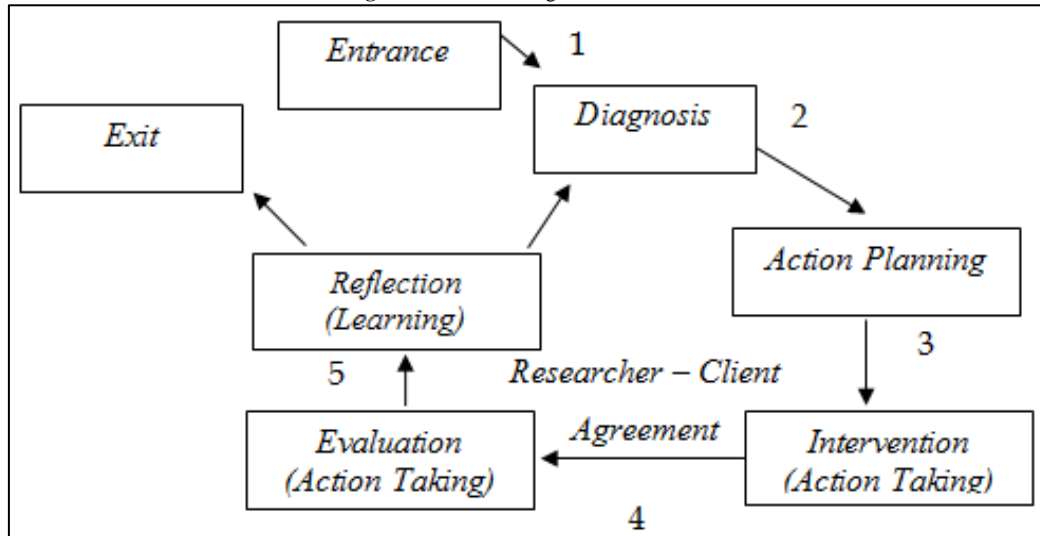 Entrance
1
Diagnosis
2
Exit
Action Planning
Reflection
(Learning)
3
5
Researcher – Client
Agreement
Evaluation
(Action Taking)
Intervention
(Action Taking)
4